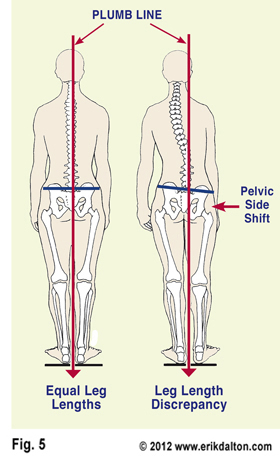 PLUMB LINE
Pelvic
Side
Shift
Equal Leg
Lengths
Leg Length
Discrepancy
Fig. 5
© 2012 www.erikdalton.com